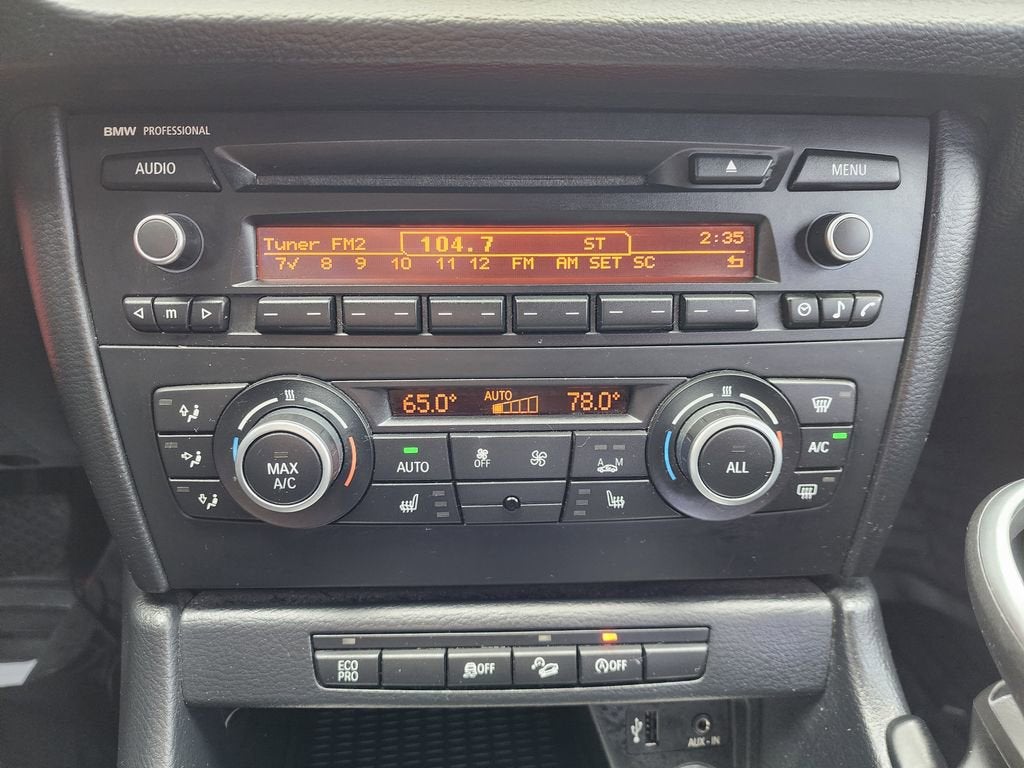 BMW PROFESSIONAL
AUDIO MENU
Tuner FM2 104.7 ST 2:35
7v 8 9 10 11 12 FM AM SET SC
m
65.0° AUTO 78.0°
MAX A/C AUTO OFF A M ALL A/C
ECO PRO OFF OFF
AUX-IN